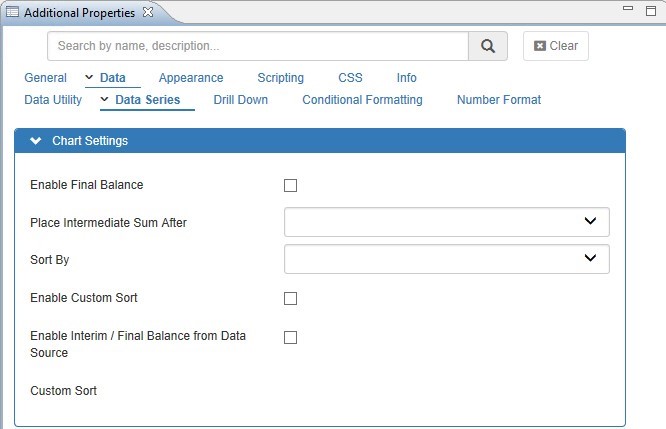 Additional Properties
Search by name, description...
Clear
General Data Appearance Scripting CSS Info
Data Utility Data Series Drill Down Conditional Formatting Number Format
Chart Settings
Enable Final Balance
Place Intermediate Sum After
Sort By
Enable Custom Sort
Enable Interim / Final Balance from Data
Source
Custom Sort